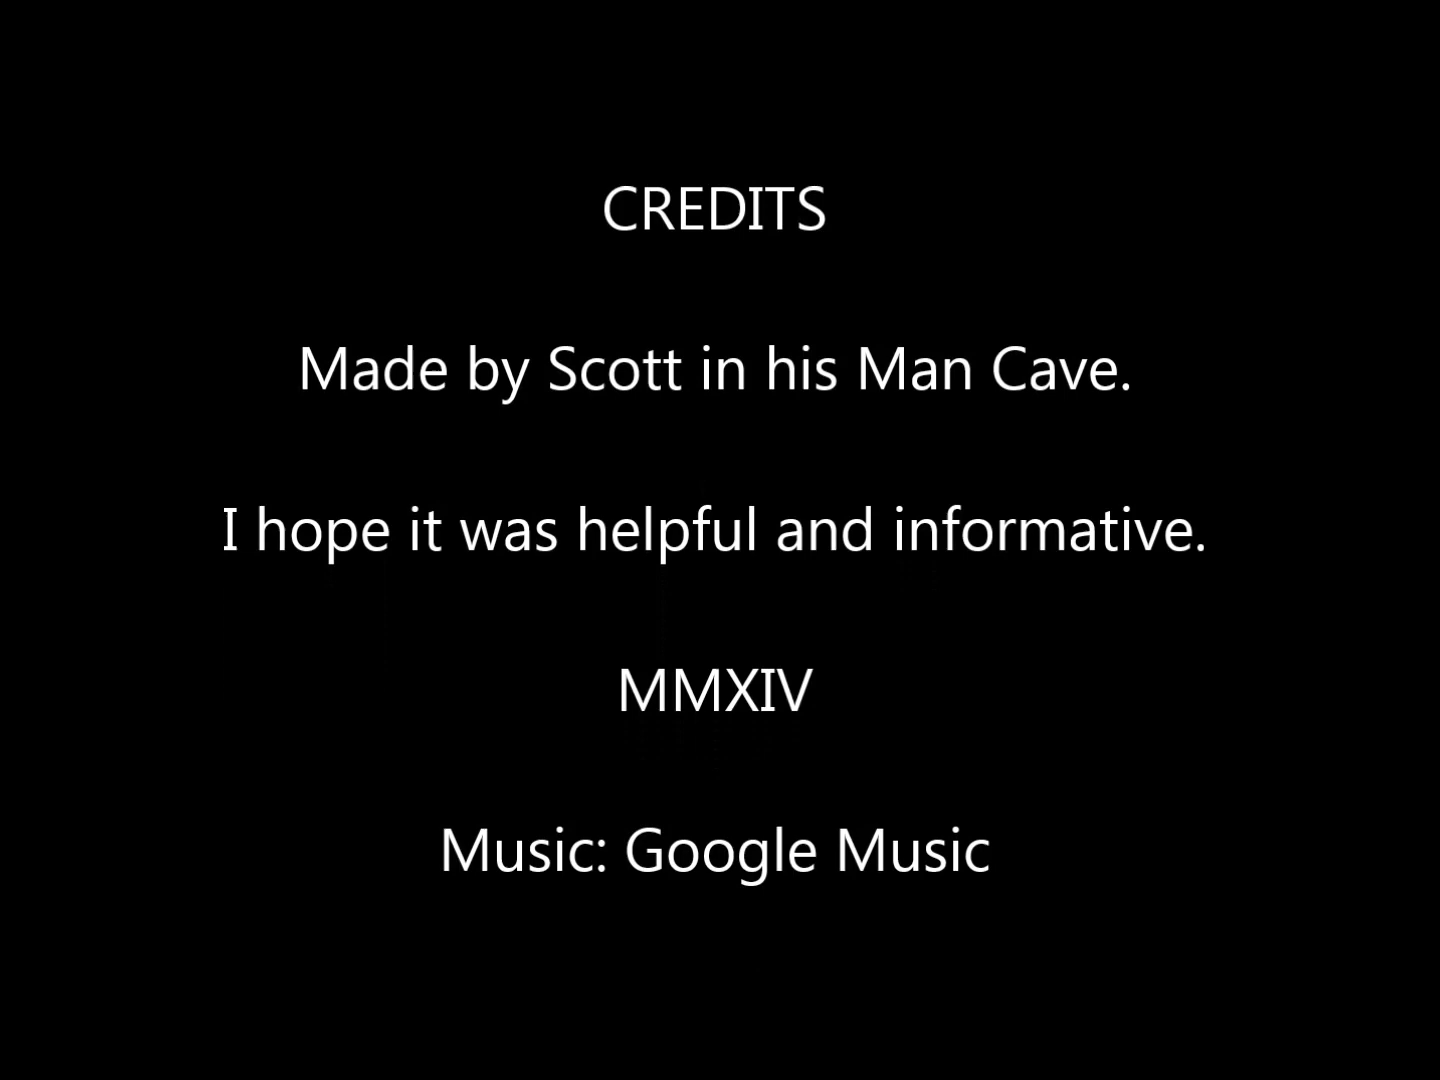 CREDITS
Made by Scott in his Man Cave.
I hope it was helpful and informative.
MMXIV
Music: Google Music